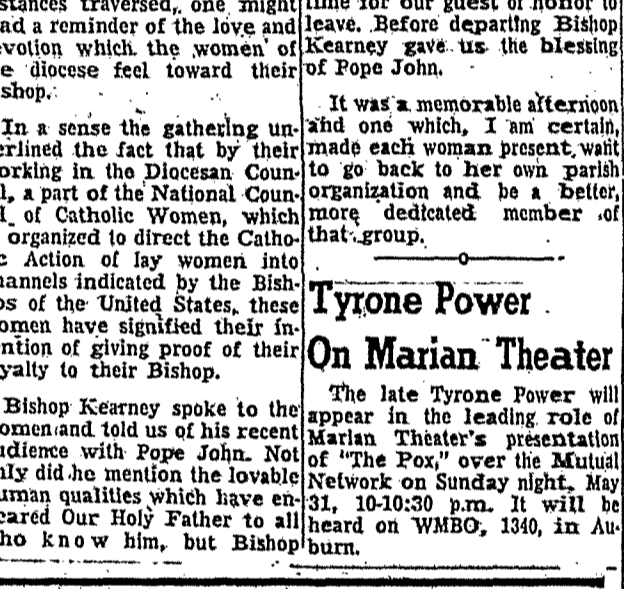 stances traversed, one might
ad a reminder of the love and
votion which the women of
e diocese feel toward their
shop.
In a sense the gathering un-
erlined the fact that by their
orking in the Diocesan Coun-
l, a part of the National Coun-
l of Catholic Women, which
organized to direct the Catho-
c Action of lay women into
hannels indicated by the Bish-
ps of the United States, these
omen have signified their in-
ntion of giving proof of their
yalty to their Bishop.
Bishop Kearney spoke to the
omen and told us of his recent
udience with Pope John. Not
nly did he mention the lovable
uman qualities which have en-
eared Our Holy Father to all
ho know him, but Bishop
time for our guest of honor to
leave. Before departing Bishop
Kearney gave us the blessing
of Pope John.
It was a memorable afternoon
and one which, I am certain,
made each woman present want
to go back to her own parish
organization and be a better,
more dedicated member of
that group.
Tyrone Power
On Marian Theater
The late Tyrone Power will
appear in the leading role of
Marian Theater's presentation
of "The Pox," over the Mutual
Network on Sunday night, May
31, 10-10:30 p.m. It will be
heard on WMBO, 1340, in Au-
burn.